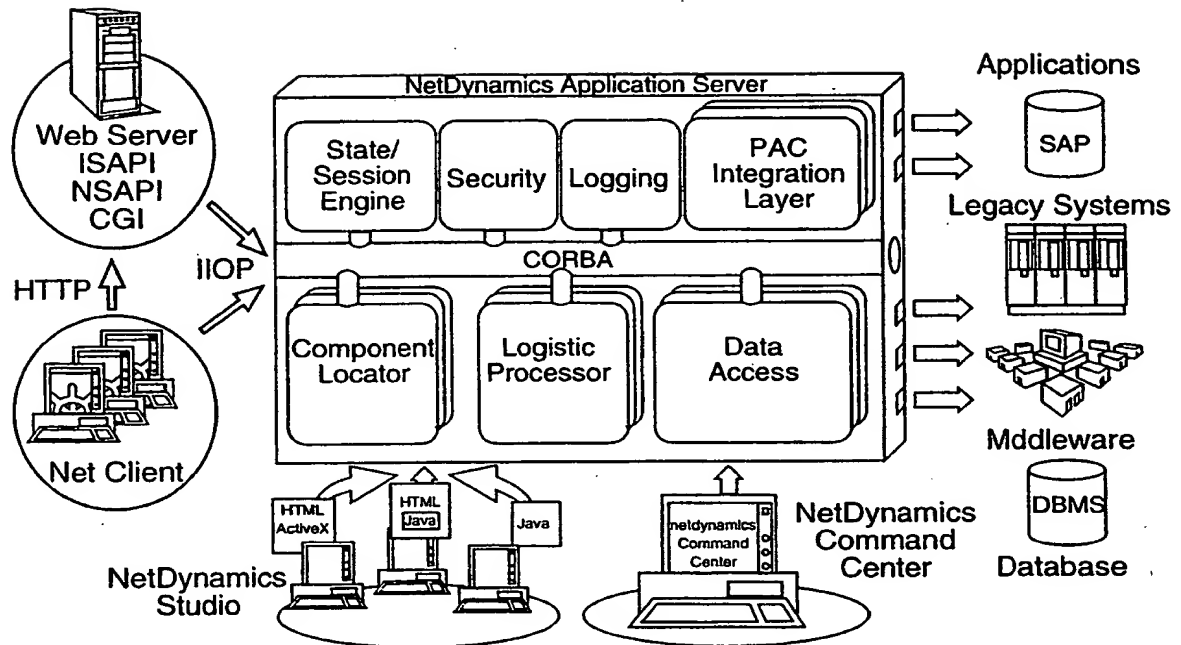 Web Server
ISAPI
NSAPI
CGI
HTTP
IIOP
Net Client
NetDynamics Application Server
State/
Session
Engine
Security
Logging
PAC
Integration
Layer
CORBA
Component
Locator
Logistic
Processor
Data
Access
Applications
SAP
Legacy Systems
Mddleware
DBMS
Database
HTML
ActiveX
HTML
Java
Java
NetDynamics
Studio
netdynamics
Command
Center
NetDynamics
Command
Center